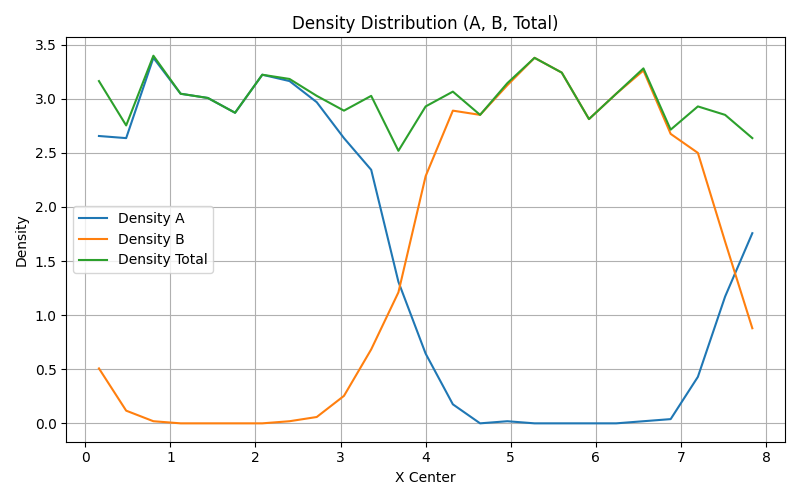 Density Distribution (A, B, Total)
3.5
3.0
2.5
2.0
1.5
1.0
0.5
0.0
Density
Density A
Density B
Density Total
0 1 2 3 4 5 6 7 8
X Center